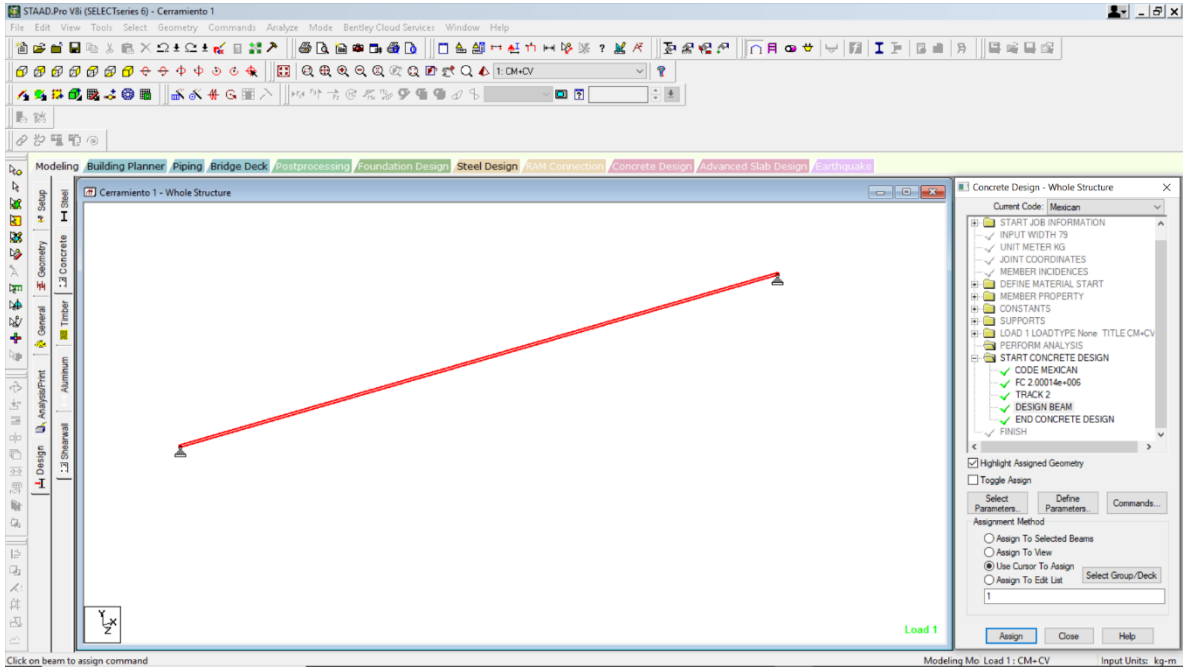 STAAD.Pro V8i (SELECTseries 6) - Cerramiento 1
File Edit View Tools Select Geometry Commands Analyze Mode Bentley Cloud Services Window Help
1: CM+CV
Modeling Building Planner Piping Bridge Deck Postprocessing Foundation Design Steel Design RAM Connection Concrete Design Advanced Slab Design Earthquake
Setup
Geometry
General
Analysis/Print
Design
Steel
Concrete
Timber
Aluminum
Shearwall
Cerramiento 1 - Whole Structure
Y
X
Z
Load 1
Concrete Design - Whole Structure
Current Code: Mexican
START JOB INFORMATION
INPUT WIDTH 79
UNIT METER KG
JOINT COORDINATES
MEMBER INCIDENCES
DEFINE MATERIAL START
MEMBER PROPERTY
CONSTANTS
SUPPORTS
LOAD 1 LOADTYPE None TITLE CM+CV
PERFORM ANALYSIS
START CONCRETE DESIGN
CODE MEXICAN
FC 2.00014e+006
TRACK 2
DESIGN BEAM
END CONCRETE DESIGN
FINISH
Highlight Assigned Geometry
Toggle Assign
Select Parameters..
Define Parameters..
Commands...
Assignment Method
Assign To Selected Beams
Assign To View
Use Cursor To Assign
Assign To Edit List
Select Group/Deck
1
Assign Close Help
Click on beam to assign command
Modeling Mo Load 1 : CM+CV Input Units: kg-m